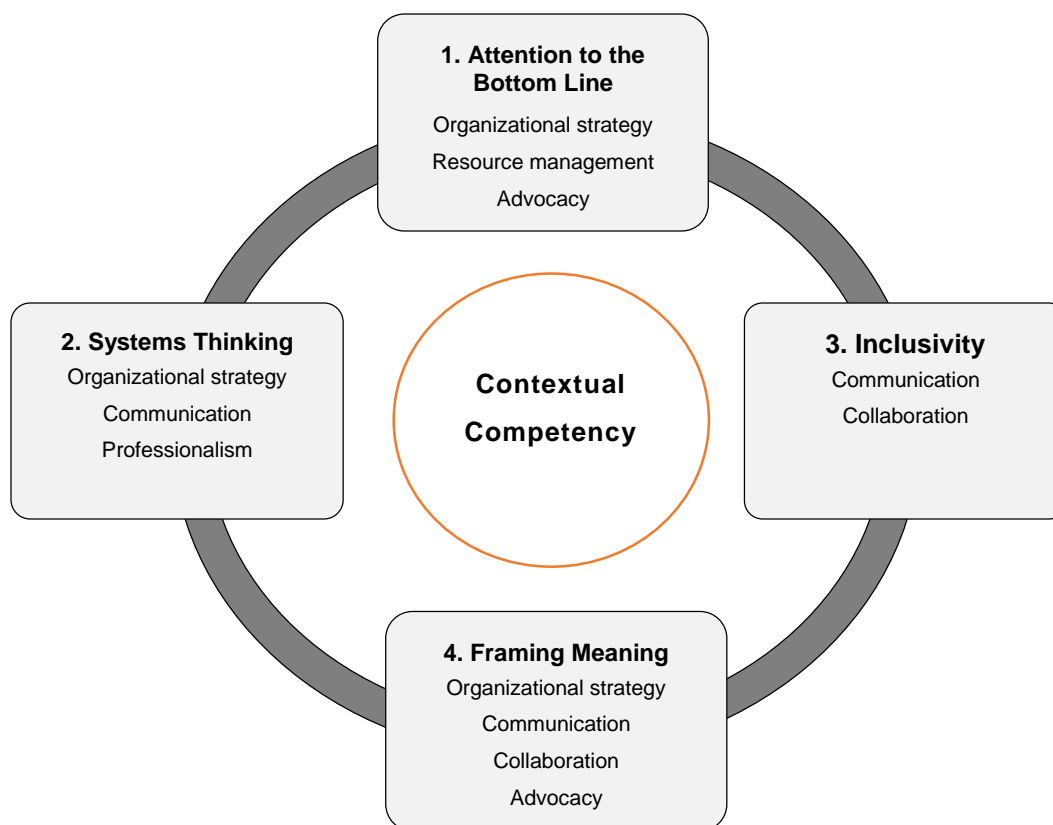 1. Attention to the
Bottom Line
Organizational strategy
Resource management
Advocacy
2. Systems Thinking
Organizational strategy
Communication
Professionalism
Contextual
Competency
3. Inclusivity
Communication
Collaboration
4. Framing Meaning
Organizational strategy
Communication
Collaboration
Advocacy